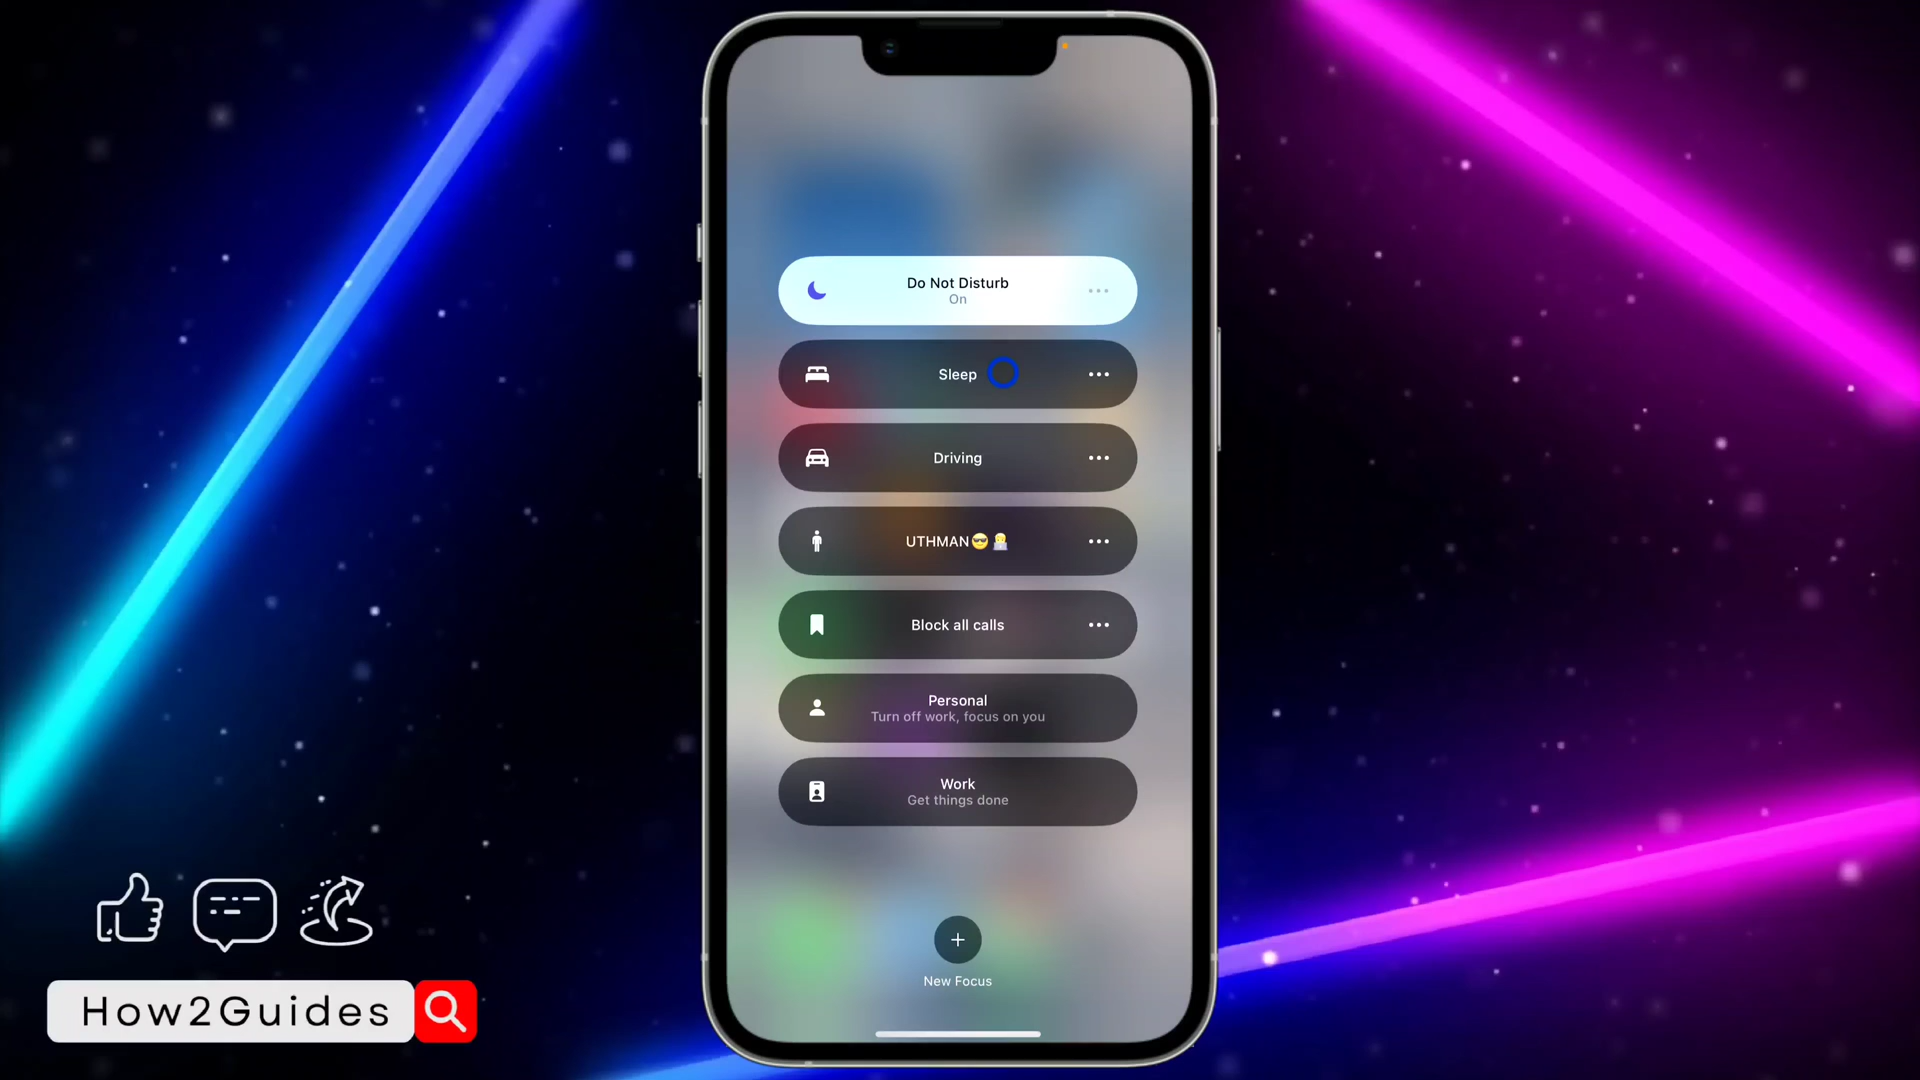 Do Not Disturb
On
Sleep
Driving
UTHMAN😎🧑‍💻
Block all calls
Personal
Turn off work, focus on you
Work
Get things done
New Focus
How2Guides